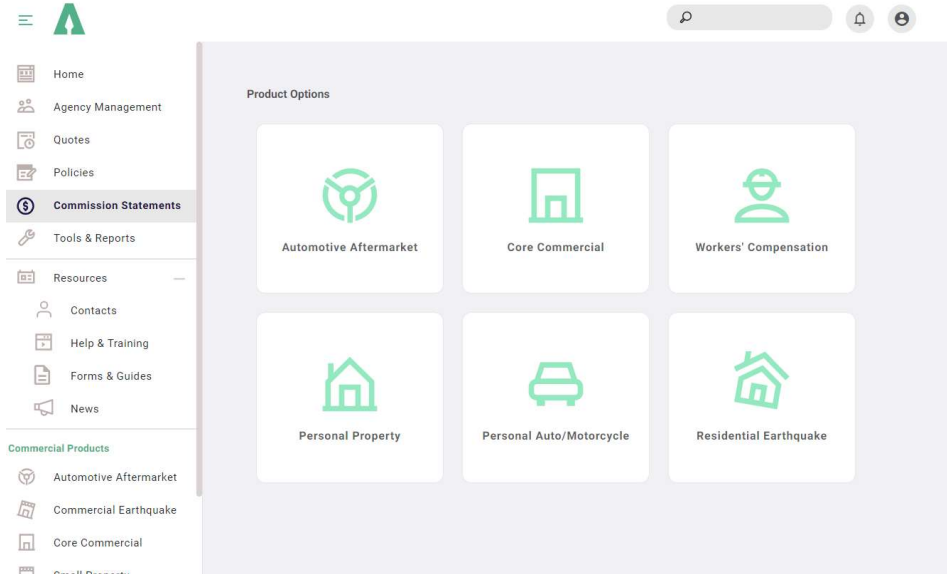 Home
Agency Management
Quotes
Policies
Commission Statements
Tools & Reports
Resources
Contacts
Help & Training
Forms & Guides
News
Commercial Products
Automotive Aftermarket
Commercial Earthquake
Core Commercial
Small Property
Product Options
Automotive Aftermarket
Core Commercial
Workers' Compensation
Personal Property
Personal Auto/Motorcycle
Residential Earthquake